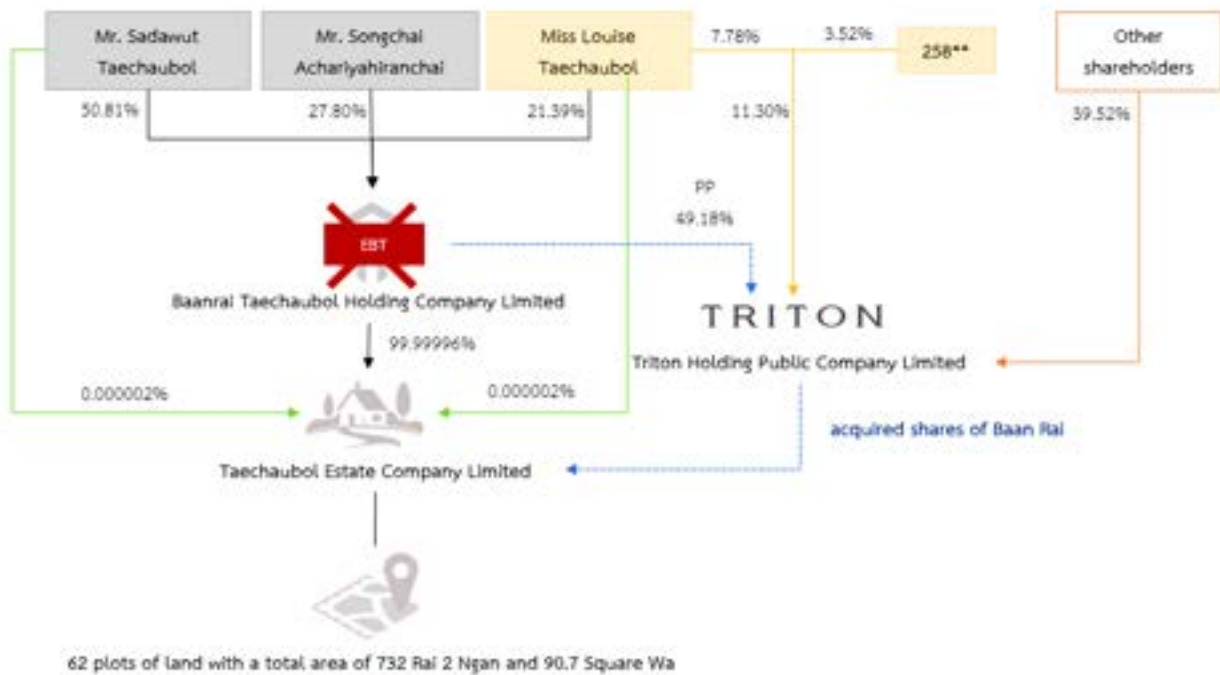 Mr. Sadawut
Taechaubol
Mr. Songchai
Achariyahiranchai
Miss Louise
Taechaubol
7.78%
3.52%
258**
Other
shareholders
50.81%
27.80%
21.39%
11.30%
39.52%
PP
49.18%
EBT
Baanrai Taechaubol Holding Company Limited
TRITON
99.99996%
Triton Holding Public Company Limited
0.000002%
0.000002%
acquired shares of Baan Rai
Taechaubol Estate Company Limited
62 plots of land with a total area of 732 Rai 2 Ngan and 90.7 Square Wa